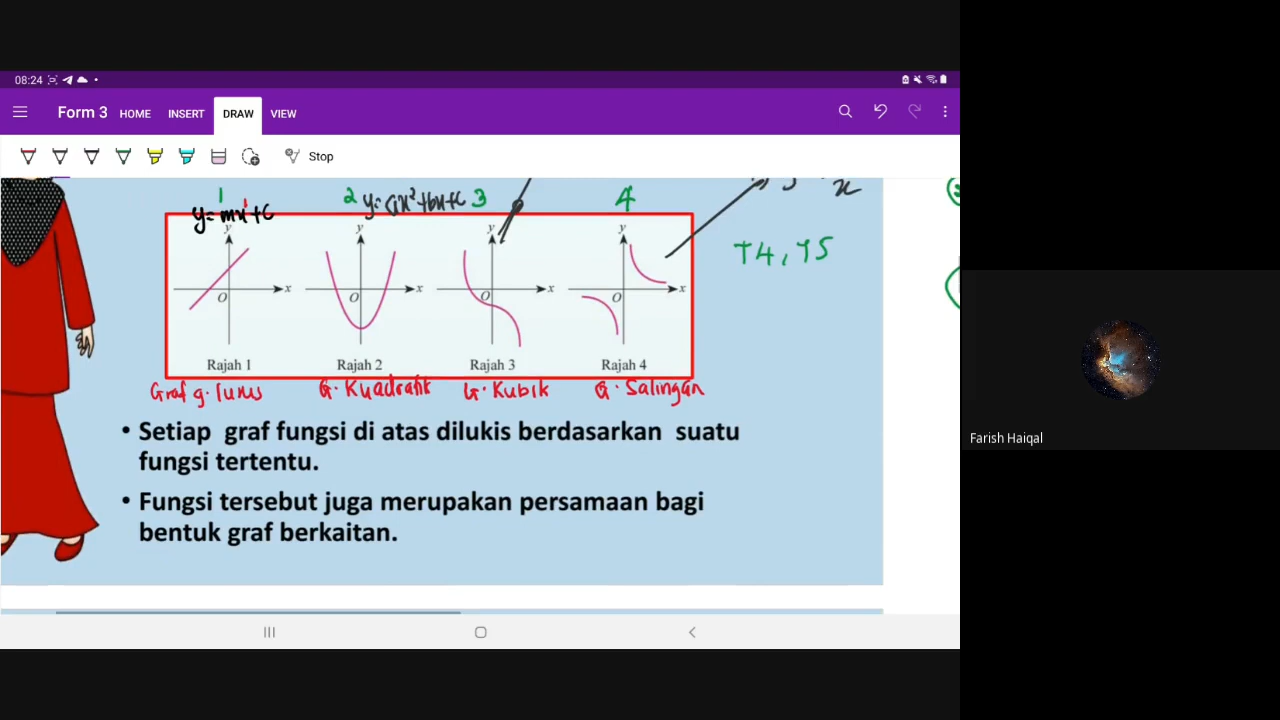 08:24
Form 3 HOME INSERT DRAW VIEW
Stop
1 2 y=ax²+bx+c 3 4
y=mx¹+c
x
T4, T5
y y y y
O x O x O x O x
Rajah 1 Rajah 2 Rajah 3 Rajah 4
Graf g. lurus G. Kuadratik G. Kubik G. Salingan
• Setiap graf fungsi di atas dilukis berdasarkan suatu
fungsi tertentu.
• Fungsi tersebut juga merupakan persamaan bagi
bentuk graf berkaitan.
Farish Haiqal